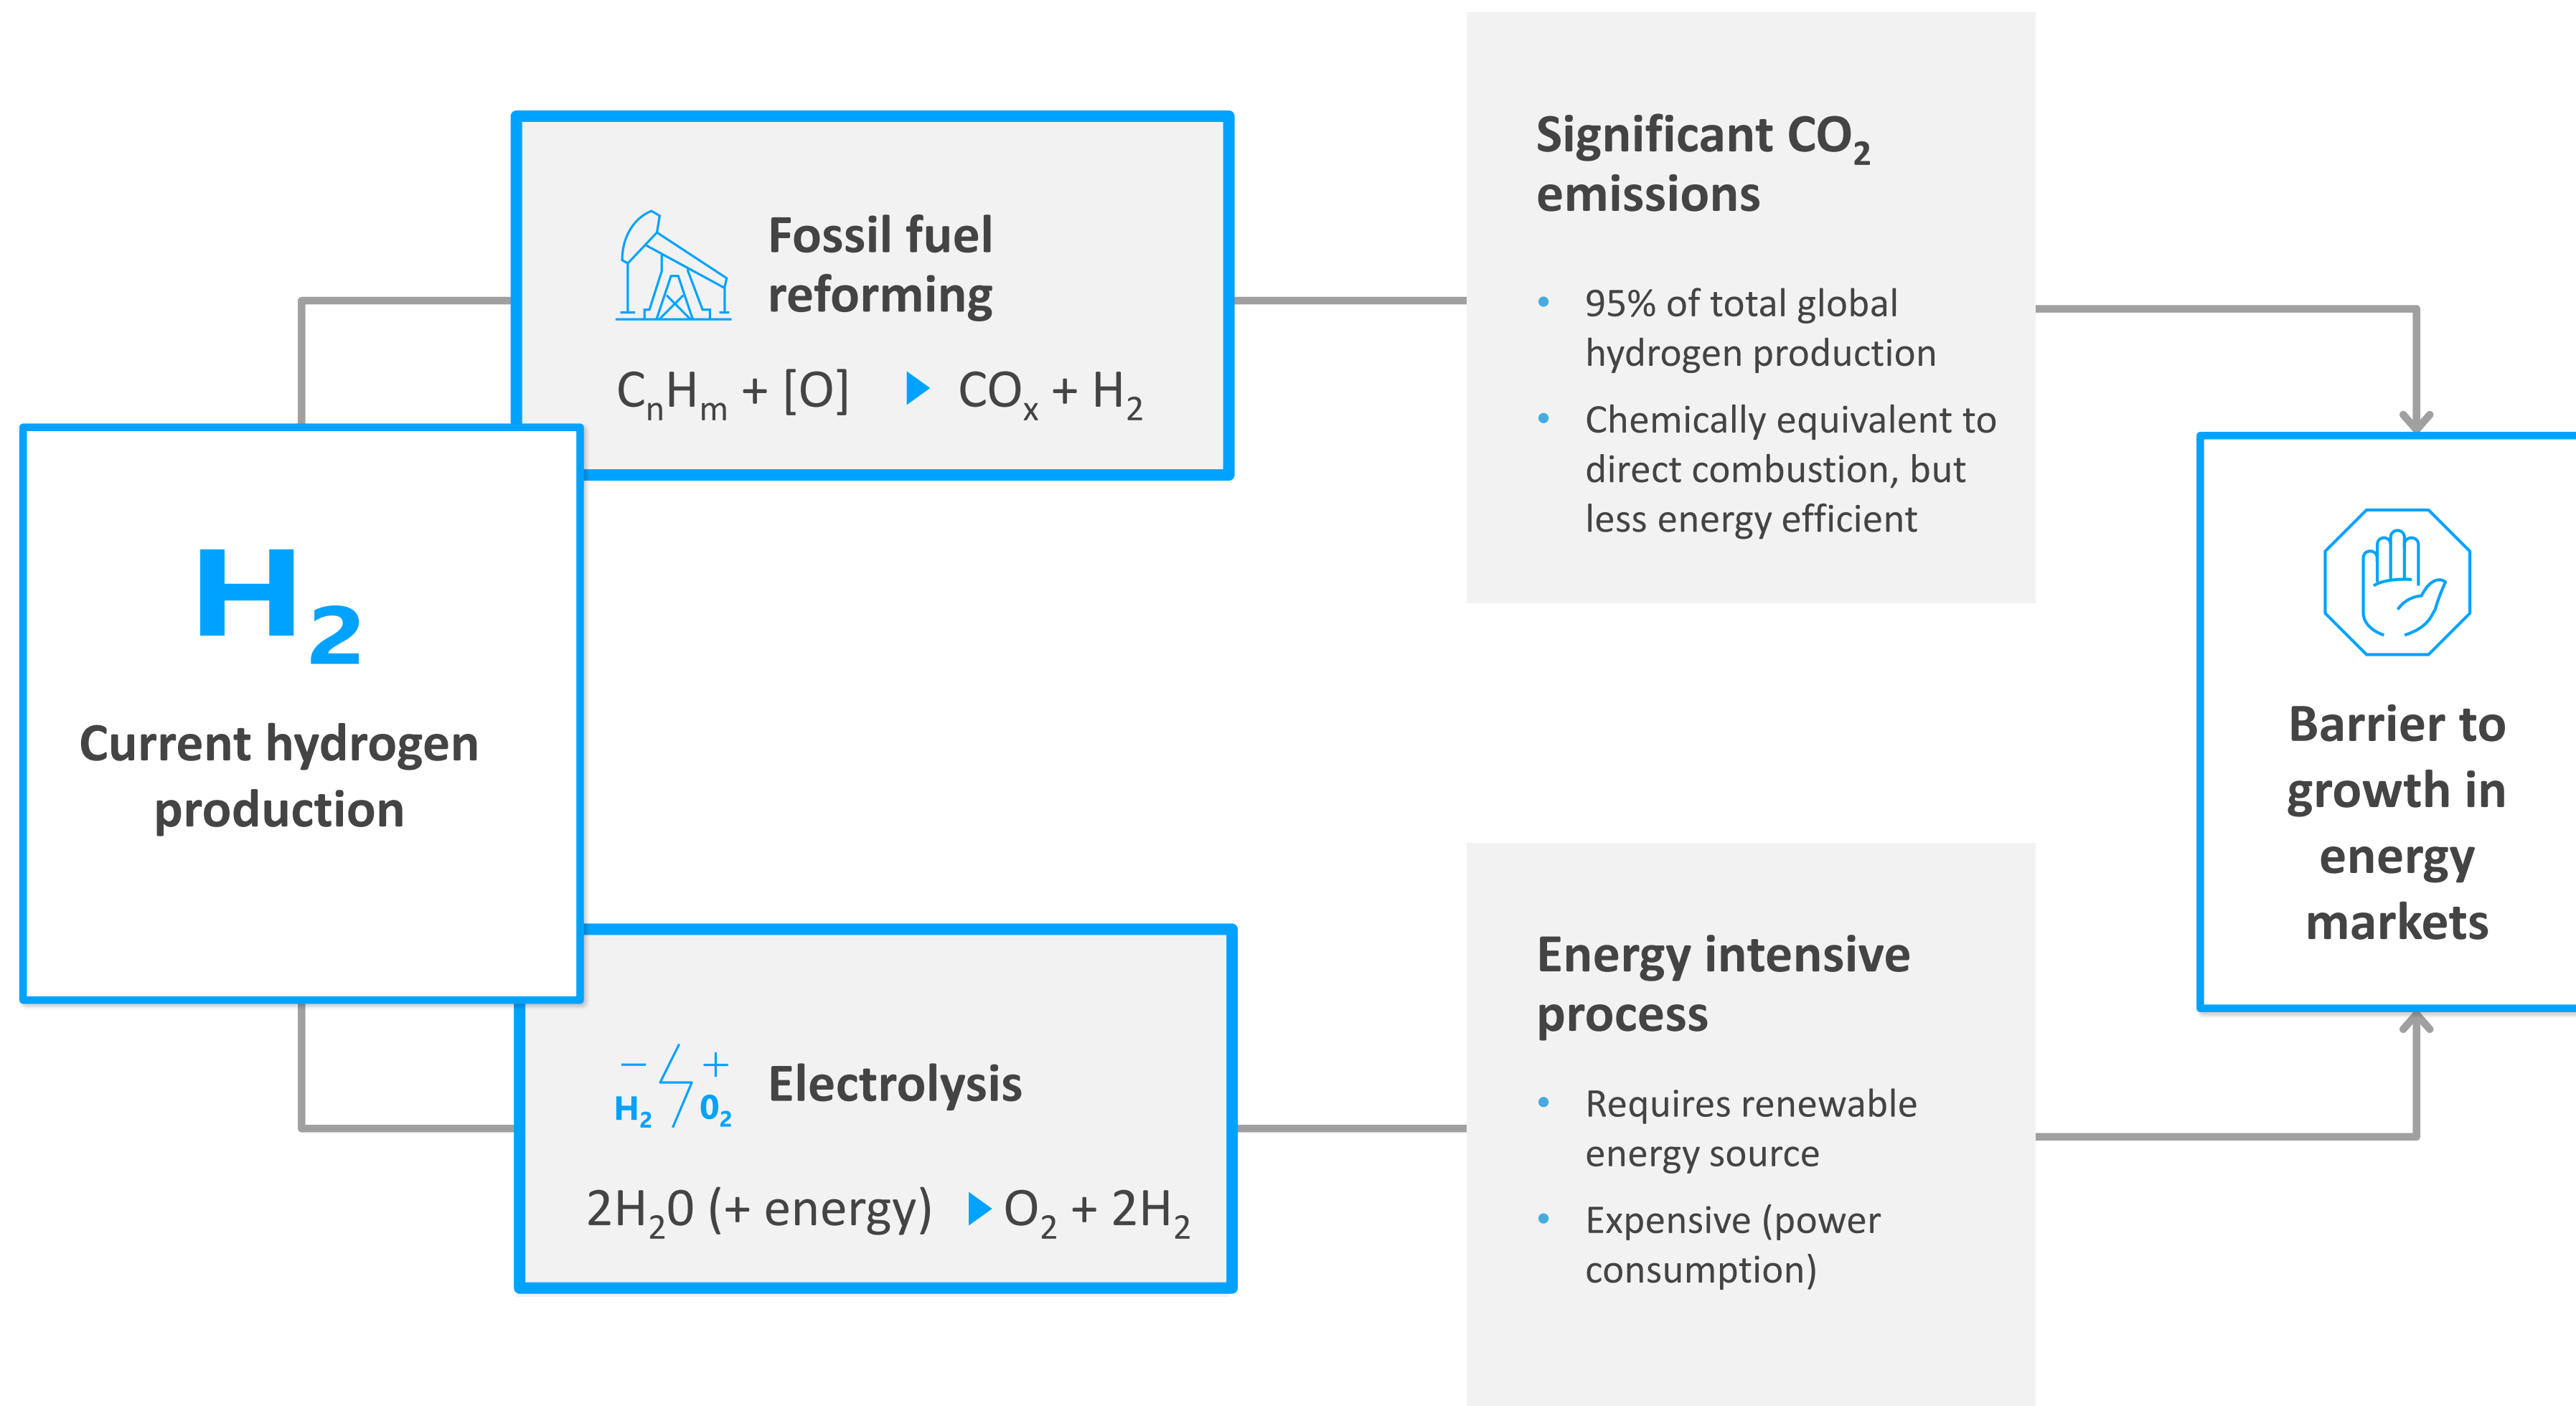 H₂
Current hydrogen
production
Fossil fuel
reforming
CₙHₘ + [O] ▶ COₓ + H₂
Significant CO₂
emissions
• 95% of total global
hydrogen production
• Chemically equivalent to
direct combustion, but
less energy efficient
− +
H₂ 0₂
Electrolysis
2H₂0 (+ energy) ▶ O₂ + 2H₂
Energy intensive
process
• Requires renewable
energy source
• Expensive (power
consumption)
Barrier to
growth in
energy
markets